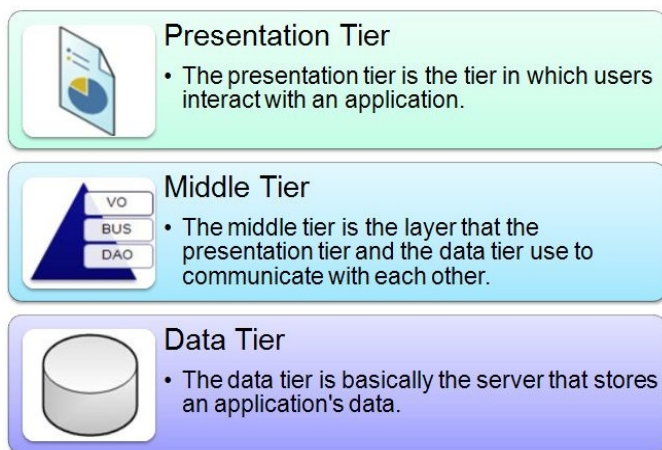 Presentation Tier
• The presentation tier is the tier in which users
interact with an application.
Middle Tier
VO
BUS
DAO
• The middle tier is the layer that the
presentation tier and the data tier use to
communicate with each other.
Data Tier
• The data tier is basically the server that stores
an application's data.